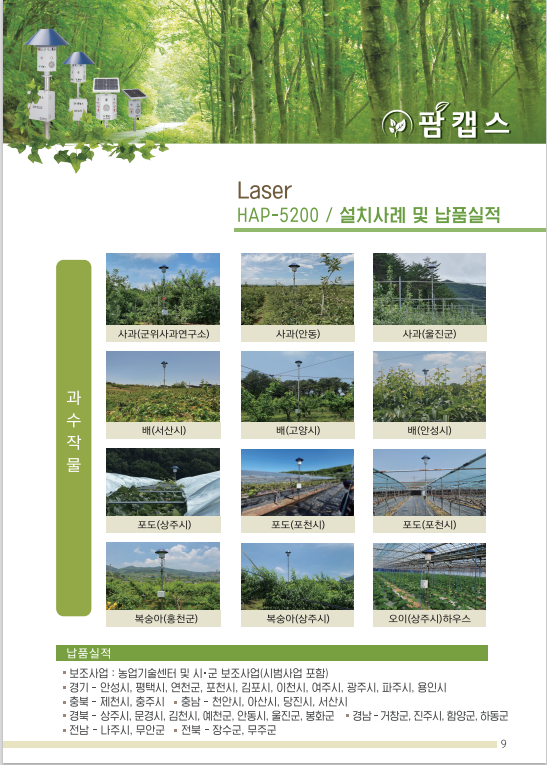 팜캡스
Laser
HAP-5200 / 설치사례 및 납품실적
과수작물
사과(군위사과연구소)
사과(안동)
사과(울진군)
배(서산시)
배(고양시)
배(안성시)
포도(상주시)
포도(포천시)
포도(포천시)
복숭아(홍천군)
복숭아(상주시)
오이(상주시)하우스
납품실적
▪ 보조사업 : 농업기술센터 및 시·군 보조사업(시범사업 포함)
▪ 경기 - 안성시, 평택시, 연천군, 포천시, 김포시, 이천시, 여주시, 광주시, 파주시, 용인시
▪ 충북 - 제천시, 충주시 ▪ 충남 - 천안시, 아산시, 당진시, 서산시
▪ 경북 - 상주시, 문경시, 김천시, 예천군, 안동시, 울진군, 봉화군 ▪ 경남 - 거창군, 진주시, 함양군, 하동군
▪ 전남 - 나주시, 무안군 ▪ 전북 - 장수군, 무주군
9